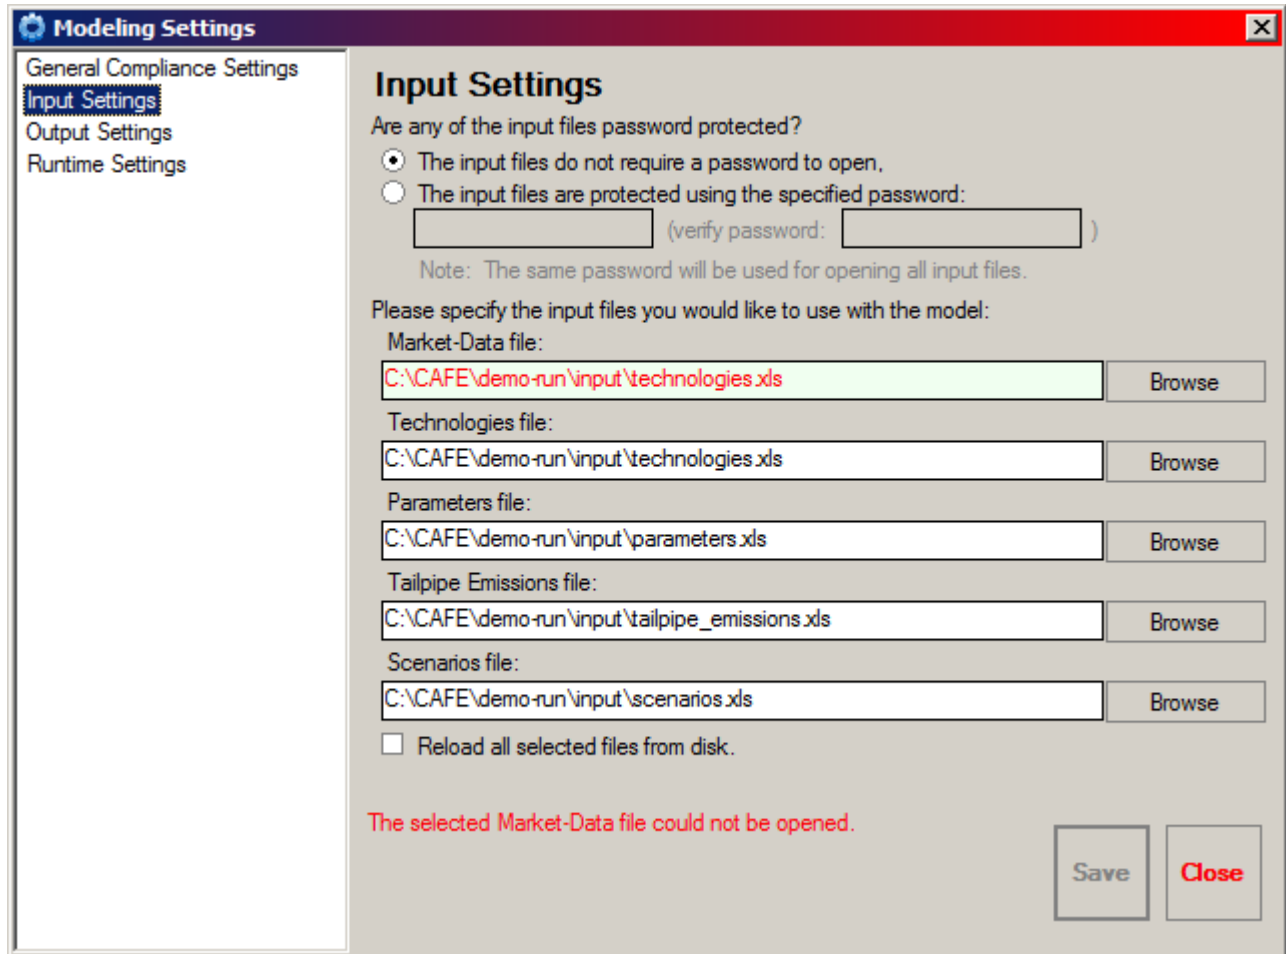 Modeling Settings
General Compliance Settings
Input Settings
Output Settings
Runtime Settings
Input Settings
Are any of the input files password protected?
The input files do not require a password to open,
The input files are protected using the specified password:
(verify password: )
Note: The same password will be used for opening all input files.
Please specify the input files you would like to use with the model:
Market-Data file:
C:\CAFE\demo-run\input\technologies.xls Browse
Technologies file:
C:\CAFE\demo-run\input\technologies.xls Browse
Parameters file:
C:\CAFE\demo-run\input\parameters.xls Browse
Tailpipe Emissions file:
C:\CAFE\demo-run\input\tailpipe_emissions.xls Browse
Scenarios file:
C:\CAFE\demo-run\input\scenarios.xls Browse
Reload all selected files from disk.
The selected Market-Data file could not be opened.
Save Close